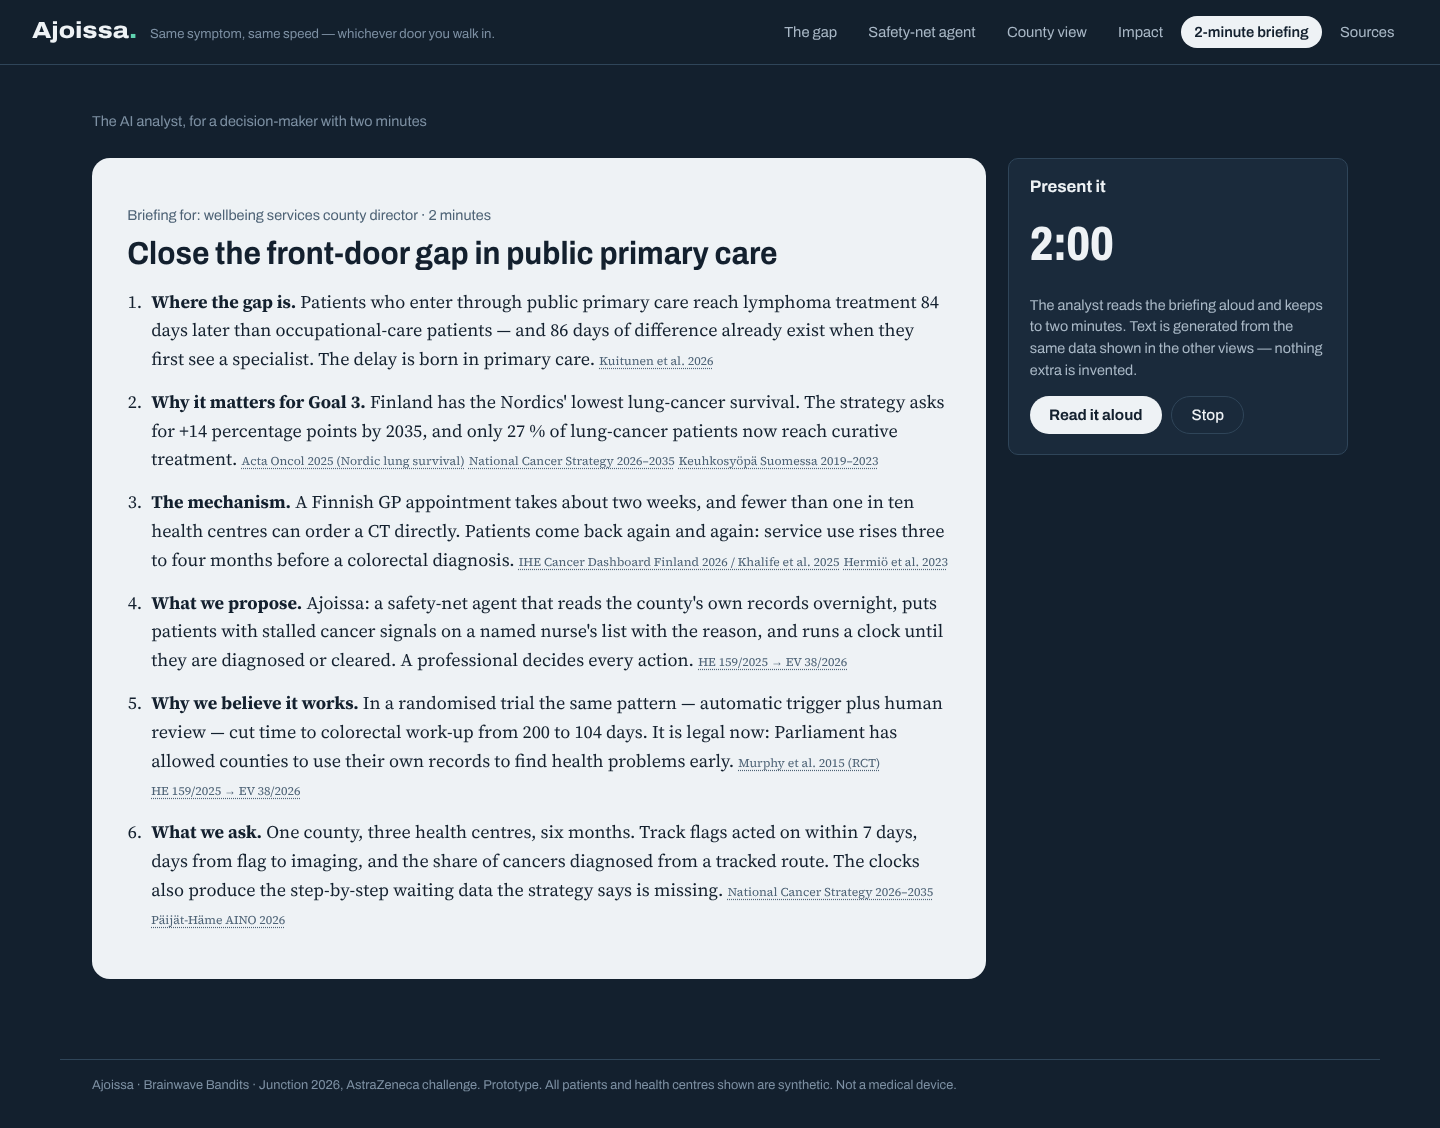 Ajoissa. Same symptom, same speed — whichever door you walk in.
The gap Safety-net agent County view Impact 2-minute briefing Sources
The AI analyst, for a decision-maker with two minutes
Briefing for: wellbeing services county director · 2 minutes
Close the front-door gap in public primary care
1. Where the gap is. Patients who enter through public primary care reach lymphoma treatment 84
days later than occupational-care patients — and 86 days of difference already exist when they
first see a specialist. The delay is born in primary care. Kuitunen et al. 2026
2. Why it matters for Goal 3. Finland has the Nordics' lowest lung-cancer survival. The strategy asks
for +14 percentage points by 2035, and only 27 % of lung-cancer patients now reach curative
treatment. Acta Oncol 2025 (Nordic lung survival) National Cancer Strategy 2026–2035 Keuhkosyöpä Suomessa 2019–2023
3. The mechanism. A Finnish GP appointment takes about two weeks, and fewer than one in ten
health centres can order a CT directly. Patients come back again and again: service use rises three
to four months before a colorectal diagnosis. IHE Cancer Dashboard Finland 2026 / Khalife et al. 2025 Hermiö et al. 2023
4. What we propose. Ajoissa: a safety-net agent that reads the county's own records overnight, puts
patients with stalled cancer signals on a named nurse's list with the reason, and runs a clock until
they are diagnosed or cleared. A professional decides every action. HE 159/2025 → EV 38/2026
5. Why we believe it works. In a randomised trial the same pattern — automatic trigger plus human
review — cut time to colorectal work-up from 200 to 104 days. It is legal now: Parliament has
allowed counties to use their own records to find health problems early. Murphy et al. 2015 (RCT)
HE 159/2025 → EV 38/2026
6. What we ask. One county, three health centres, six months. Track flags acted on within 7 days,
days from flag to imaging, and the share of cancers diagnosed from a tracked route. The clocks
also produce the step-by-step waiting data the strategy says is missing. National Cancer Strategy 2026–2035
Päijät-Häme AINO 2026
Present it
2:00
The analyst reads the briefing aloud and keeps
to two minutes. Text is generated from the
same data shown in the other views — nothing
extra is invented.
Read it aloud Stop
Ajoissa · Brainwave Bandits · Junction 2026, AstraZeneca challenge. Prototype. All patients and health centres shown are synthetic. Not a medical device.